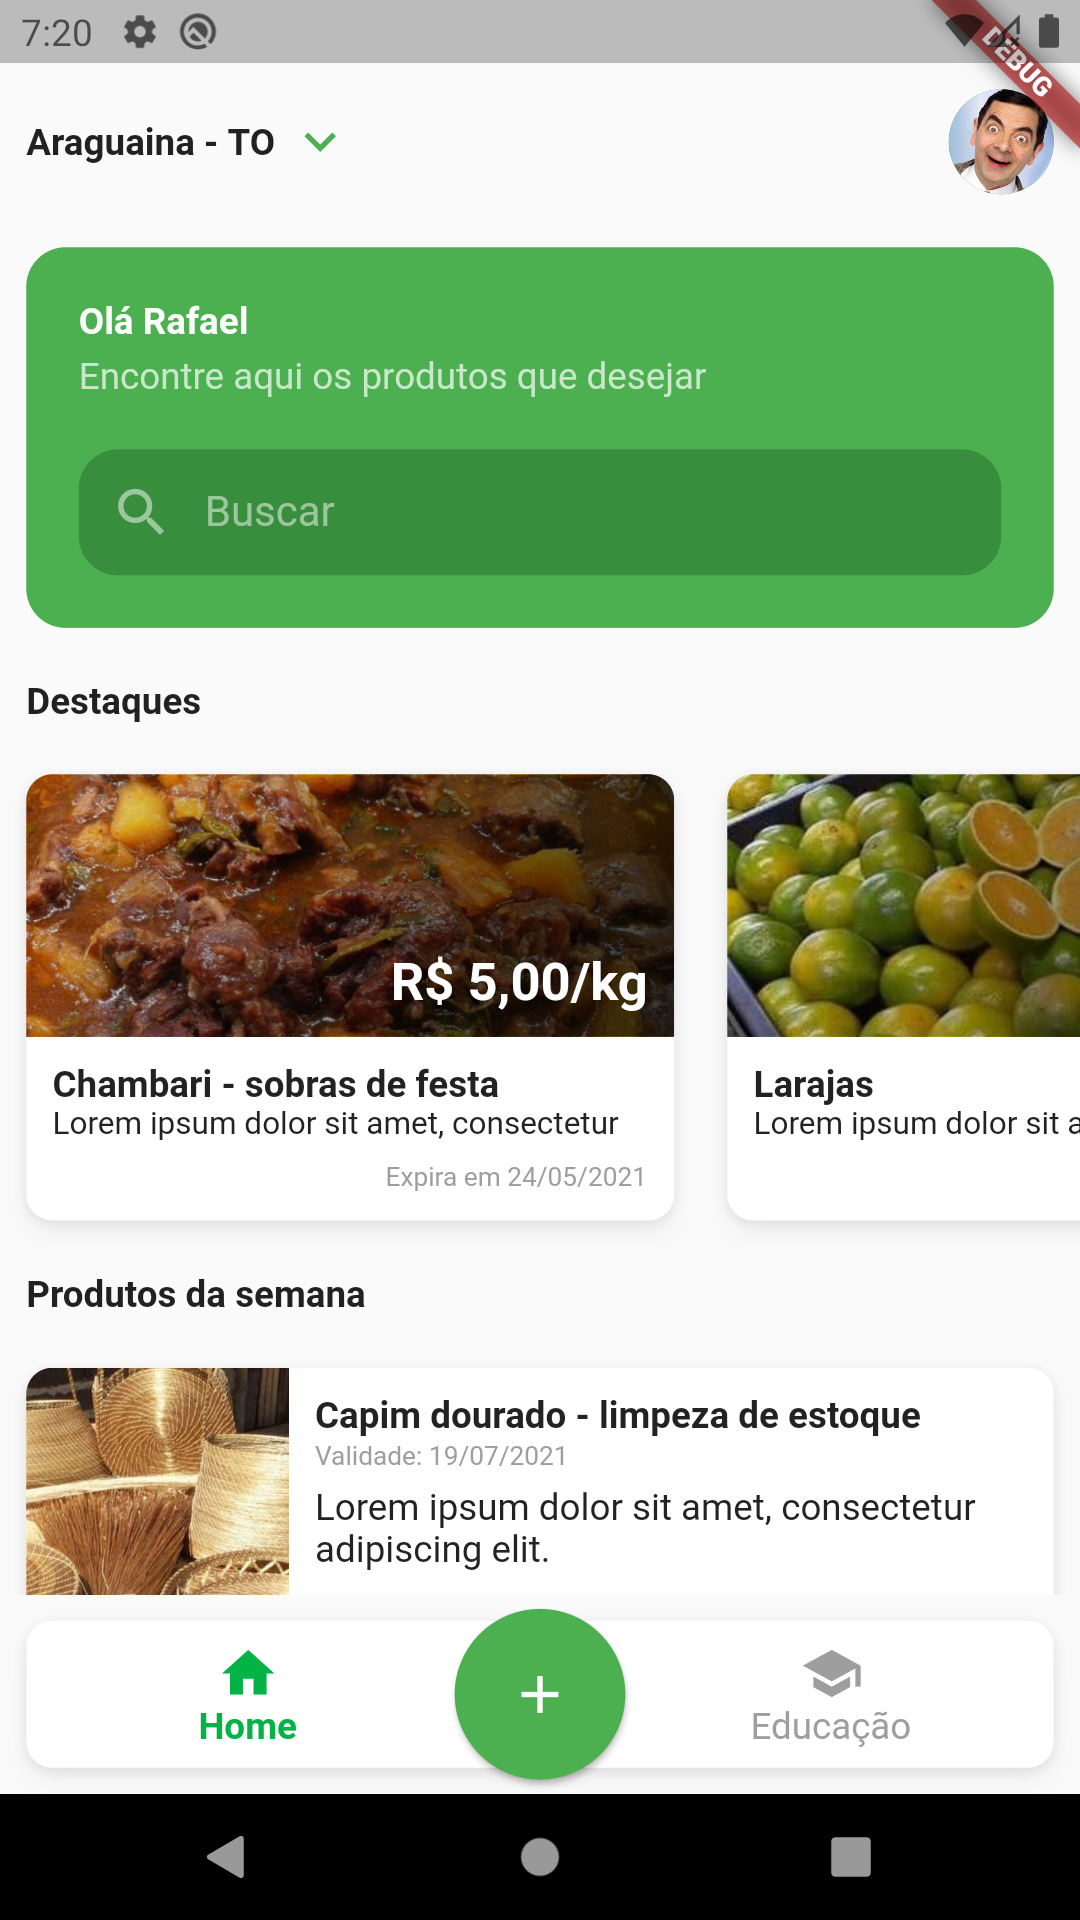 7:20
DEBUG
Araguaina - TO
Olá Rafael
Encontre aqui os produtos que desejar
Buscar
Destaques
R$ 5,00/kg
Chambari - sobras de festa
Lorem ipsum dolor sit amet, consectetur
Expira em 24/05/2021
Larajas
Lorem ipsum dolor sit a
Produtos da semana
Capim dourado - limpeza de estoque
Validade: 19/07/2021
Lorem ipsum dolor sit amet, consectetur
adipiscing elit.
Home
Educação